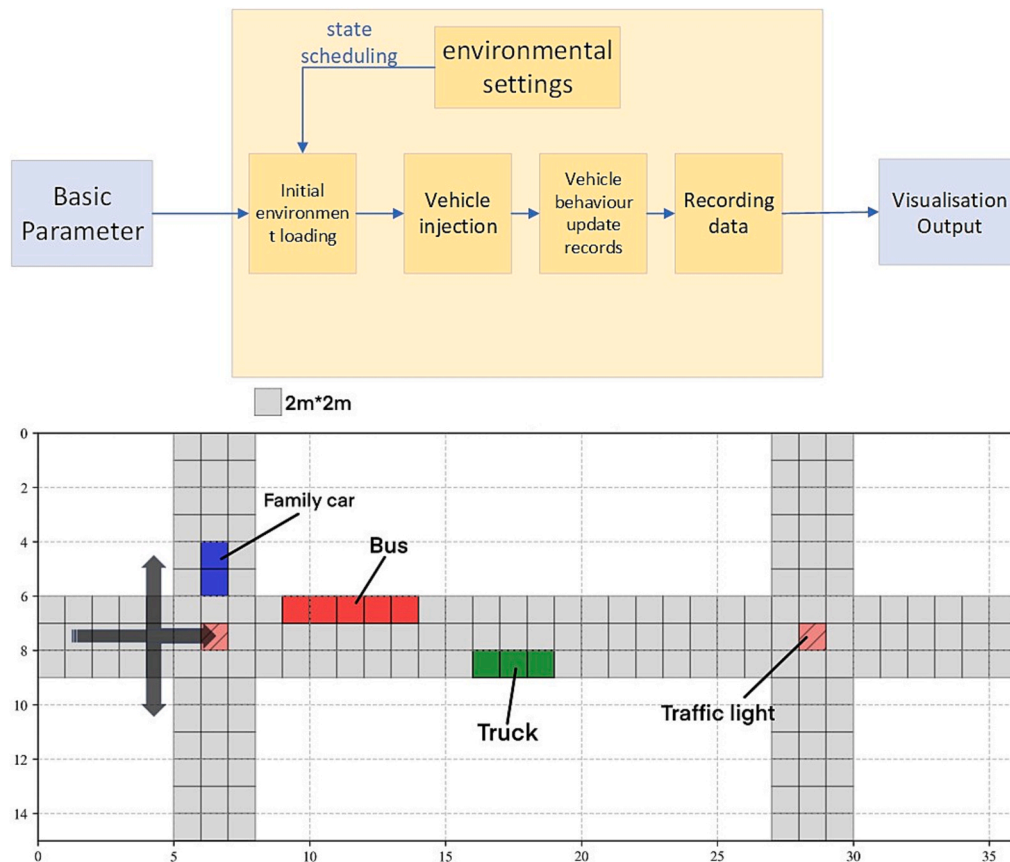 state
scheduling
environmental
settings
Basic
Parameter
Initial
environmen
t loading
Vehicle
injection
Vehicle
behaviour
update
records
Recording
data
Visualisation
Output
2m*2m
0
2
4
6
8
10
12
14
Family car
Bus
Truck
Traffic light
0 5 10 15 20 25 30 35